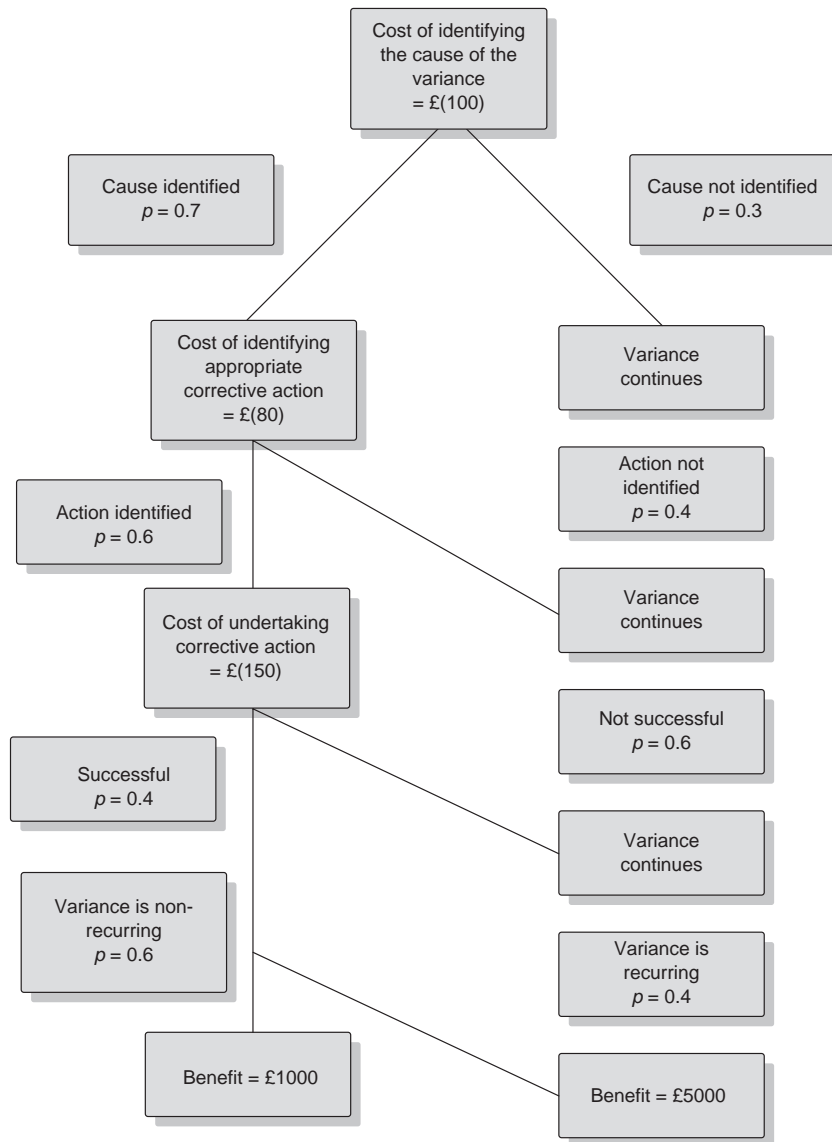 Cost of identifying
the cause of the
variance
= £(100)
Cause identified
p = 0.7
Cause not identified
p = 0.3
Cost of identifying
appropriate
corrective action
= £(80)
Variance
continues
Action not
identified
p = 0.4
Action identified
p = 0.6
Variance
continues
Cost of undertaking
corrective action
= £(150)
Not successful
p = 0.6
Successful
p = 0.4
Variance
continues
Variance is non-
recurring
p = 0.6
Variance is
recurring
p = 0.4
Benefit = £1000
Benefit = £5000